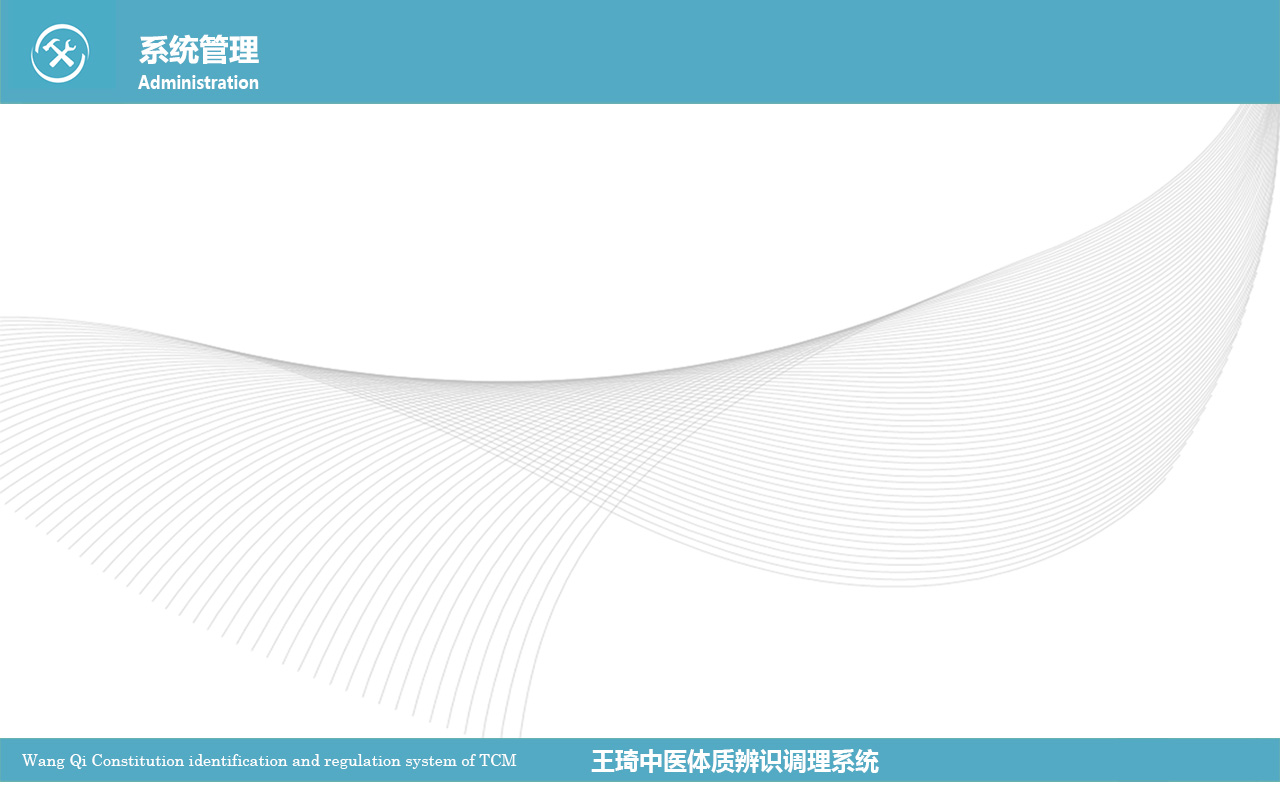 系统管理
Administration
Wang Qi Constitution identification and regulation system of TCM
王琦中医体质辨识调理系统